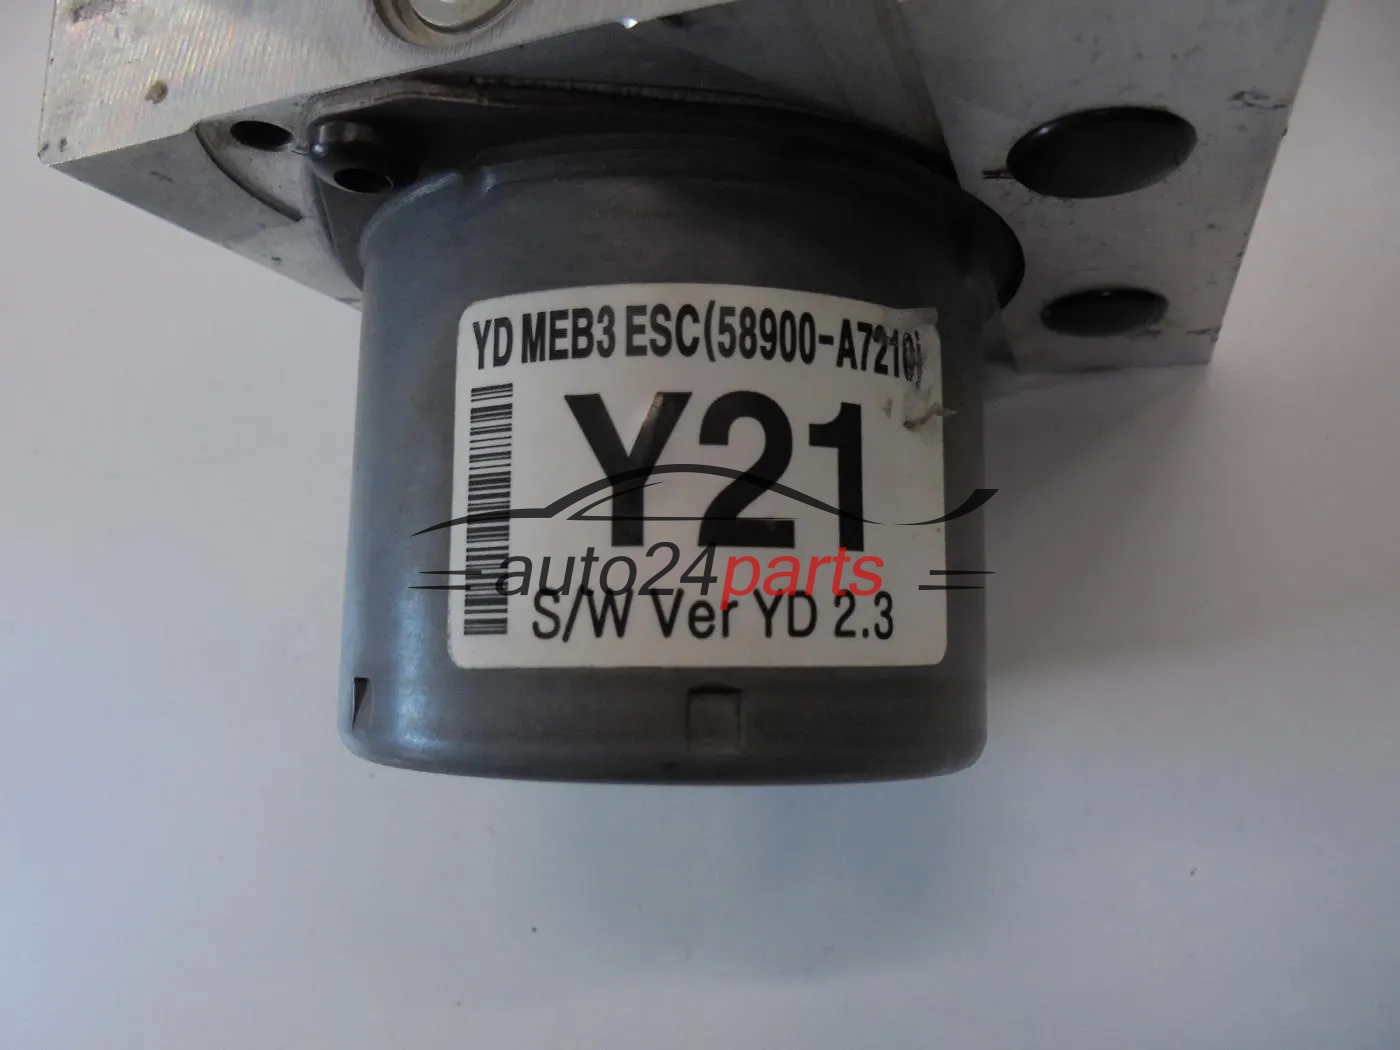 YD MEB3 ESC(58900-A7210)
Y21
auto24parts
S/W Ver YD 2.3